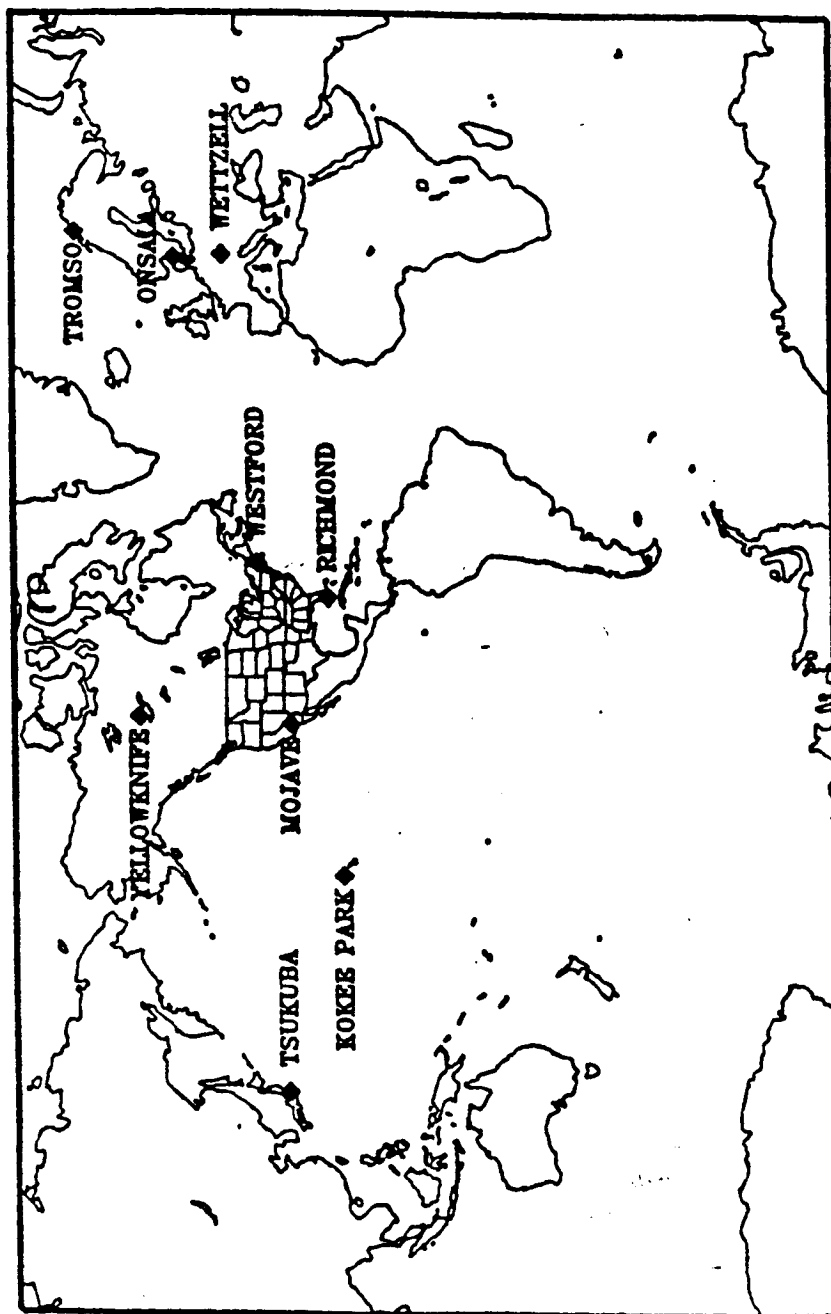 TROMSO
ONSALA
WETTZELL
YELLOWKNIFE
WESTFORD
RICHMOND
MOJAVE
TSUKUBA
KOKEE PARK